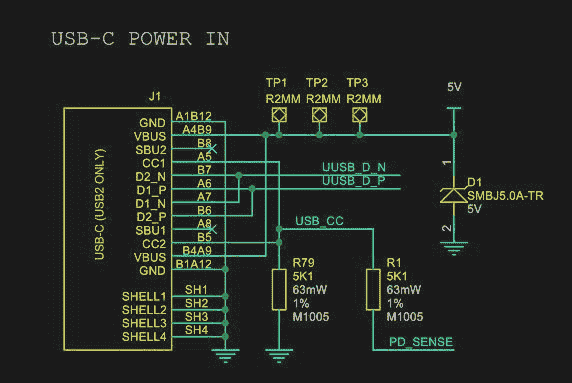 USB-C POWER IN
TP1 TP2 TP3
R2MM R2MM R2MM
5V
J1
USB-C (USB2 ONLY)
GND A1B12
VBUS A4B9
SBU2 B8
CC1 A5
D2_N B7
D1_P A6
D1_N A7
D2_P B6
SBU1 A8
CC2 B5
VBUS B4A9
GND B1A12
SHELL1 SH1
SHELL2 SH2
SHELL3 SH3
SHELL4 SH4
UUSB_D_N
UUSB_D_P
USB_CC
1
D1
SMBJ5.0A-TR
5V
2
R79
5K1
63mW
1%
M1005
R1
5K1
63mW
1%
M1005
PD_SENSE